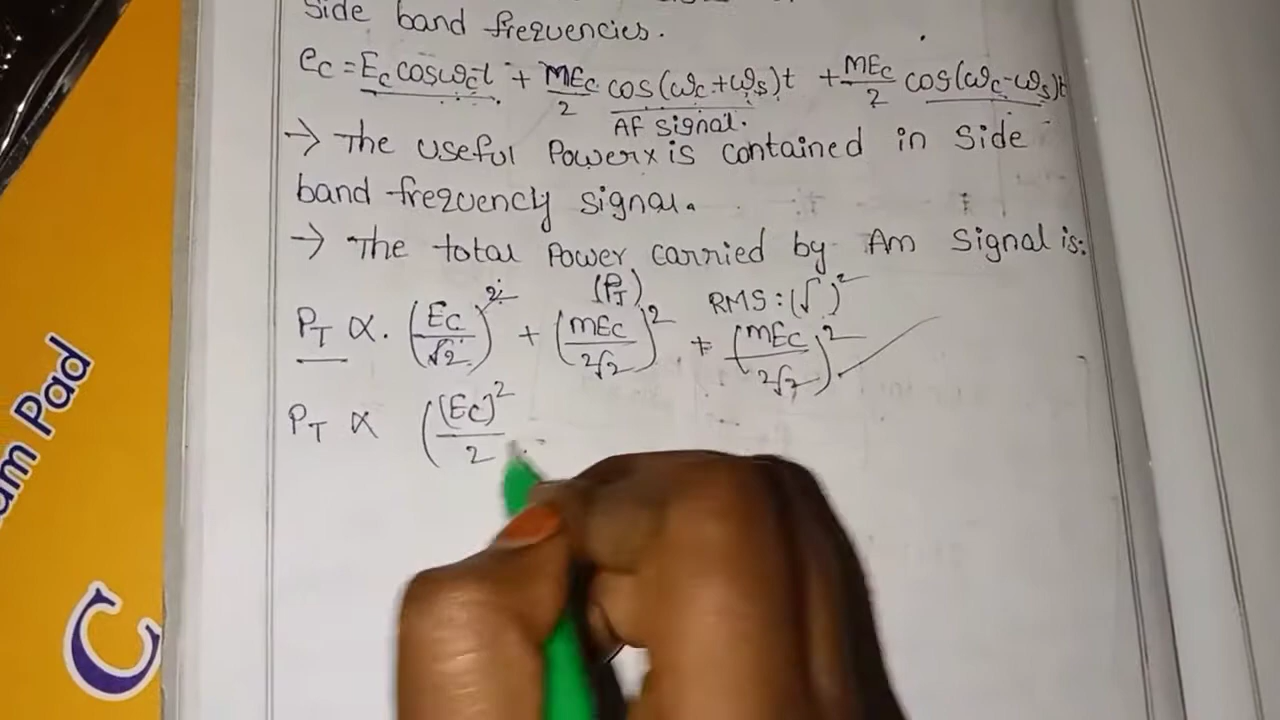 Side band frequencies.
ec = Ec cosωct + mEc/2 cos(ωc+ωs)t + mEc/2 cos(ωc-ωs)t
AF signal.
→ The useful Power is contained in side
band frequency signal.
→ The total power carried by Am signal is:
(PT) RMS : (√ )²
PT ∝. (Ec/√2)² + (mEc/2√2)² + (mEc/2√2)²
PT ∝ ((Ec)²/2
am Pad
C